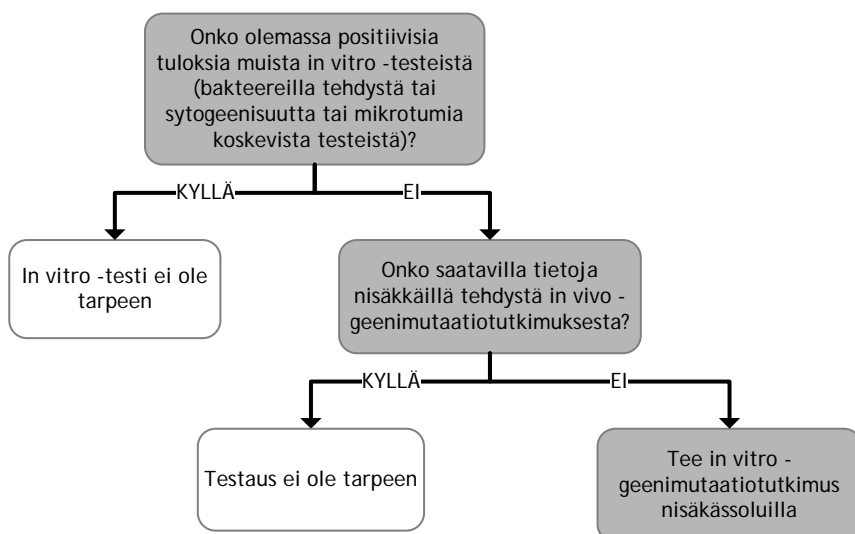 Onko olemassa positiivisia
tuloksia muista in vitro -testeistä
(bakteereilla tehdystä tai
sytogeenisuutta tai mikrotumia
koskevista testeistä)?
KYLLÄ
EI
In vitro -testi ei ole
tarpeen
Onko saatavilla tietoja
nisäkkäillä tehdystä in vivo -
geenimutaatiotutkimuksesta?
KYLLÄ
EI
Testaus ei ole tarpeen
Tee in vitro -
geenimutaatiotutkimus
nisäkässoluilla